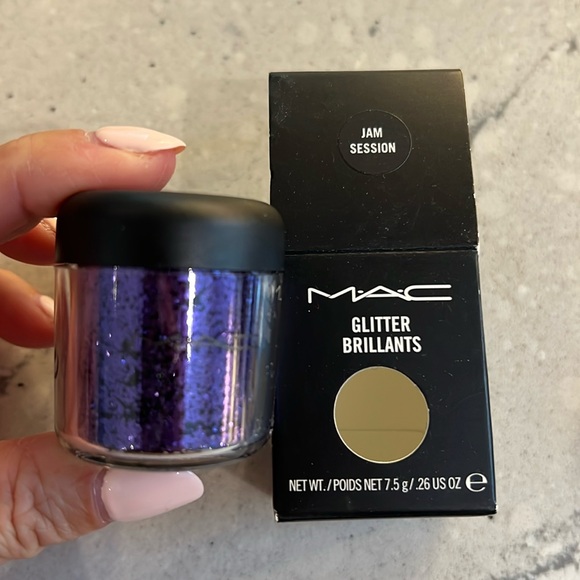 JAM
SESSION
M·A·C
GLITTER
BRILLANTS
NET WT./POIDS NET 7.5 g/.26 US OZ ℮
M·A·C